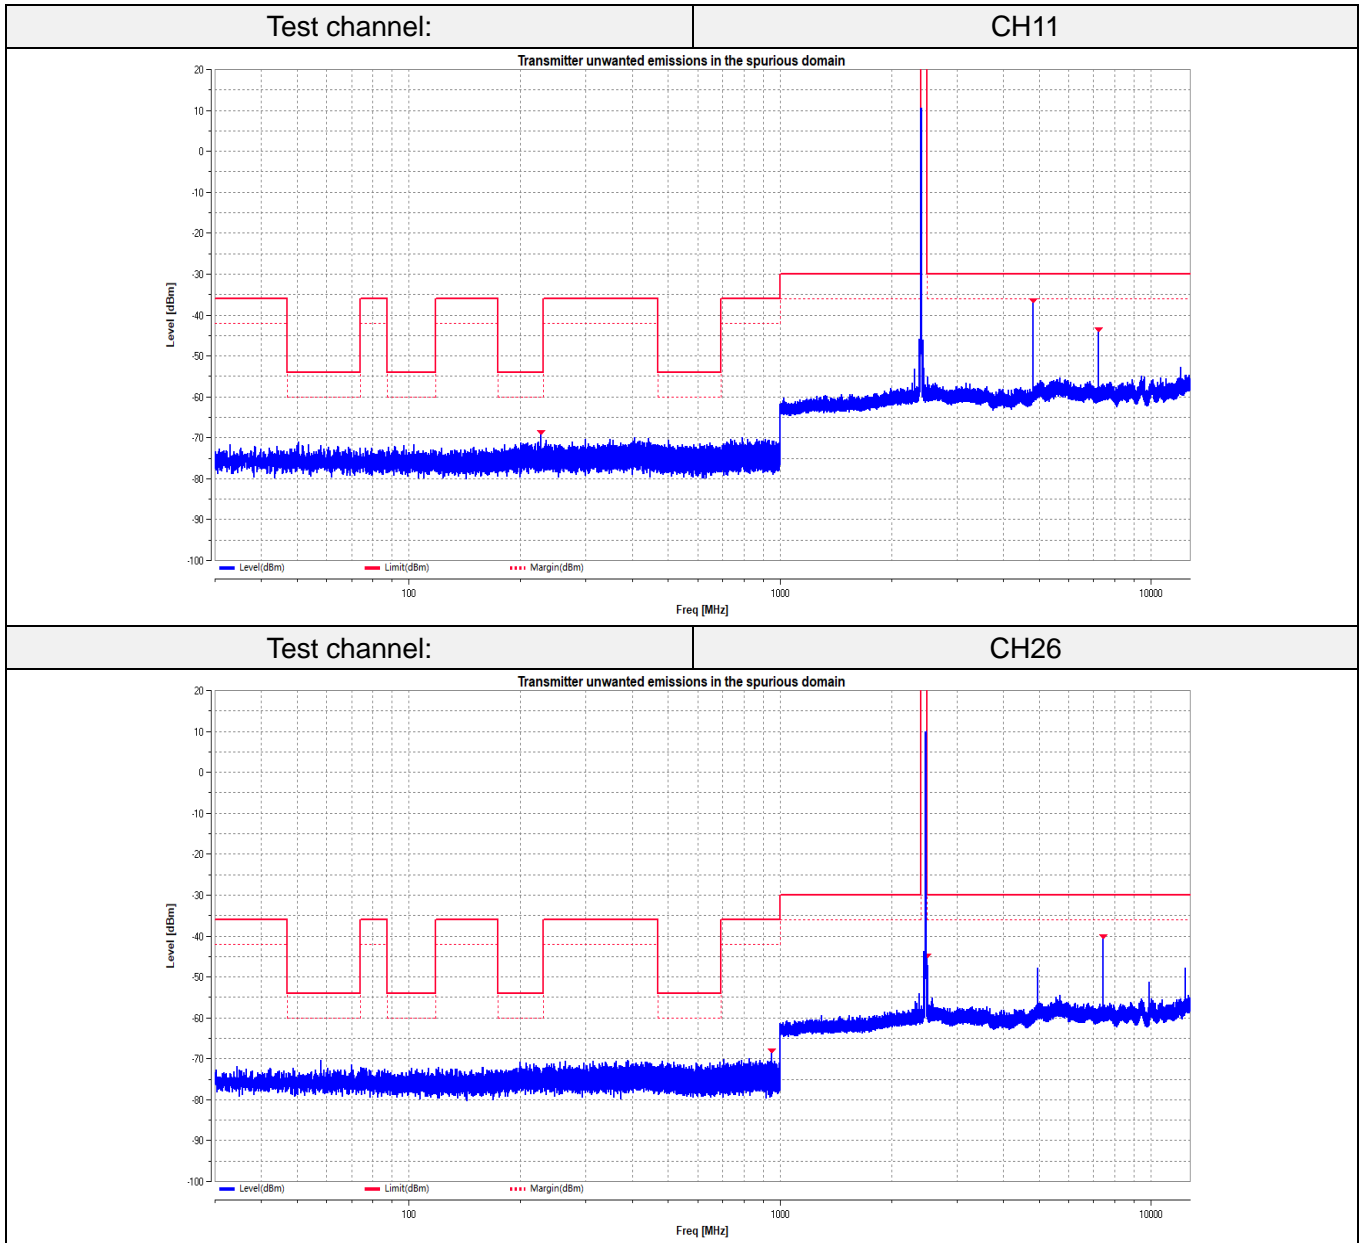 Test channel: CH11
Transmitter unwanted emissions in the spurious domain
20
10
0
-10
-20
-30
-40
-50
-60
-70
-80
-90
-100
Level [dBm]
Level(dBm) Limit(dBm) Margin(dBm)
100 1000 10000
Freq [MHz]
Test channel: CH26
Transmitter unwanted emissions in the spurious domain
20
10
0
-10
-20
-30
-40
-50
-60
-70
-80
-90
-100
Level [dBm]
Level(dBm) Limit(dBm) Margin(dBm)
100 1000 10000
Freq [MHz]